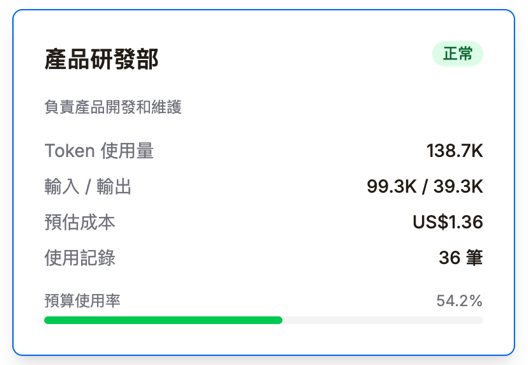 產品研發部 正常
負責產品開發和維護
Token 使用量 138.7K
輸入 / 輸出 99.3K / 39.3K
預估成本 US$1.36
使用記錄 36 筆
預算使用率 54.2%